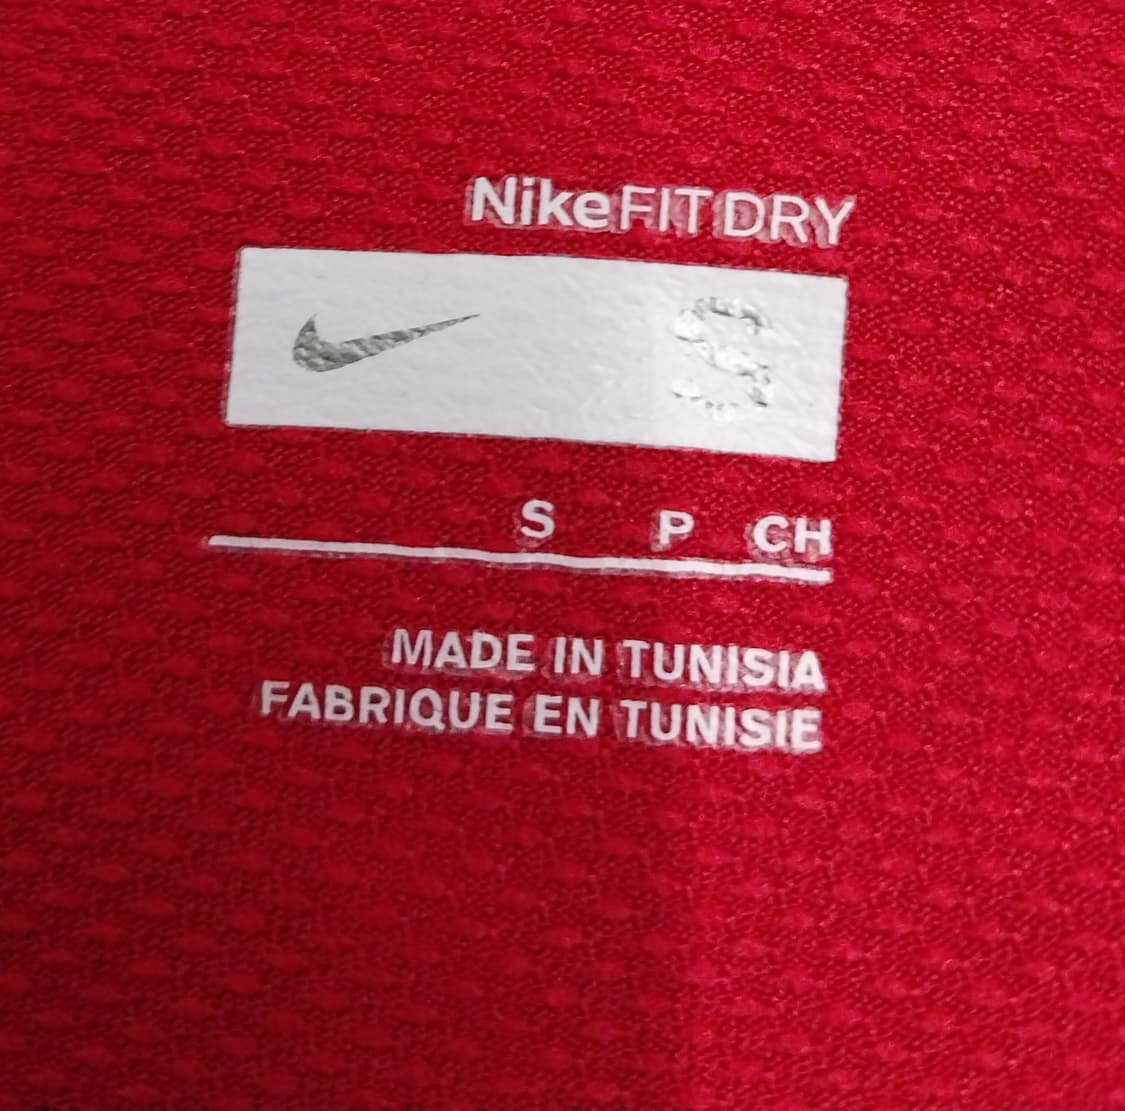 NikeFIT DRY
S
S P CH
MADE IN TUNISIA
FABRIQUE EN TUNISIE